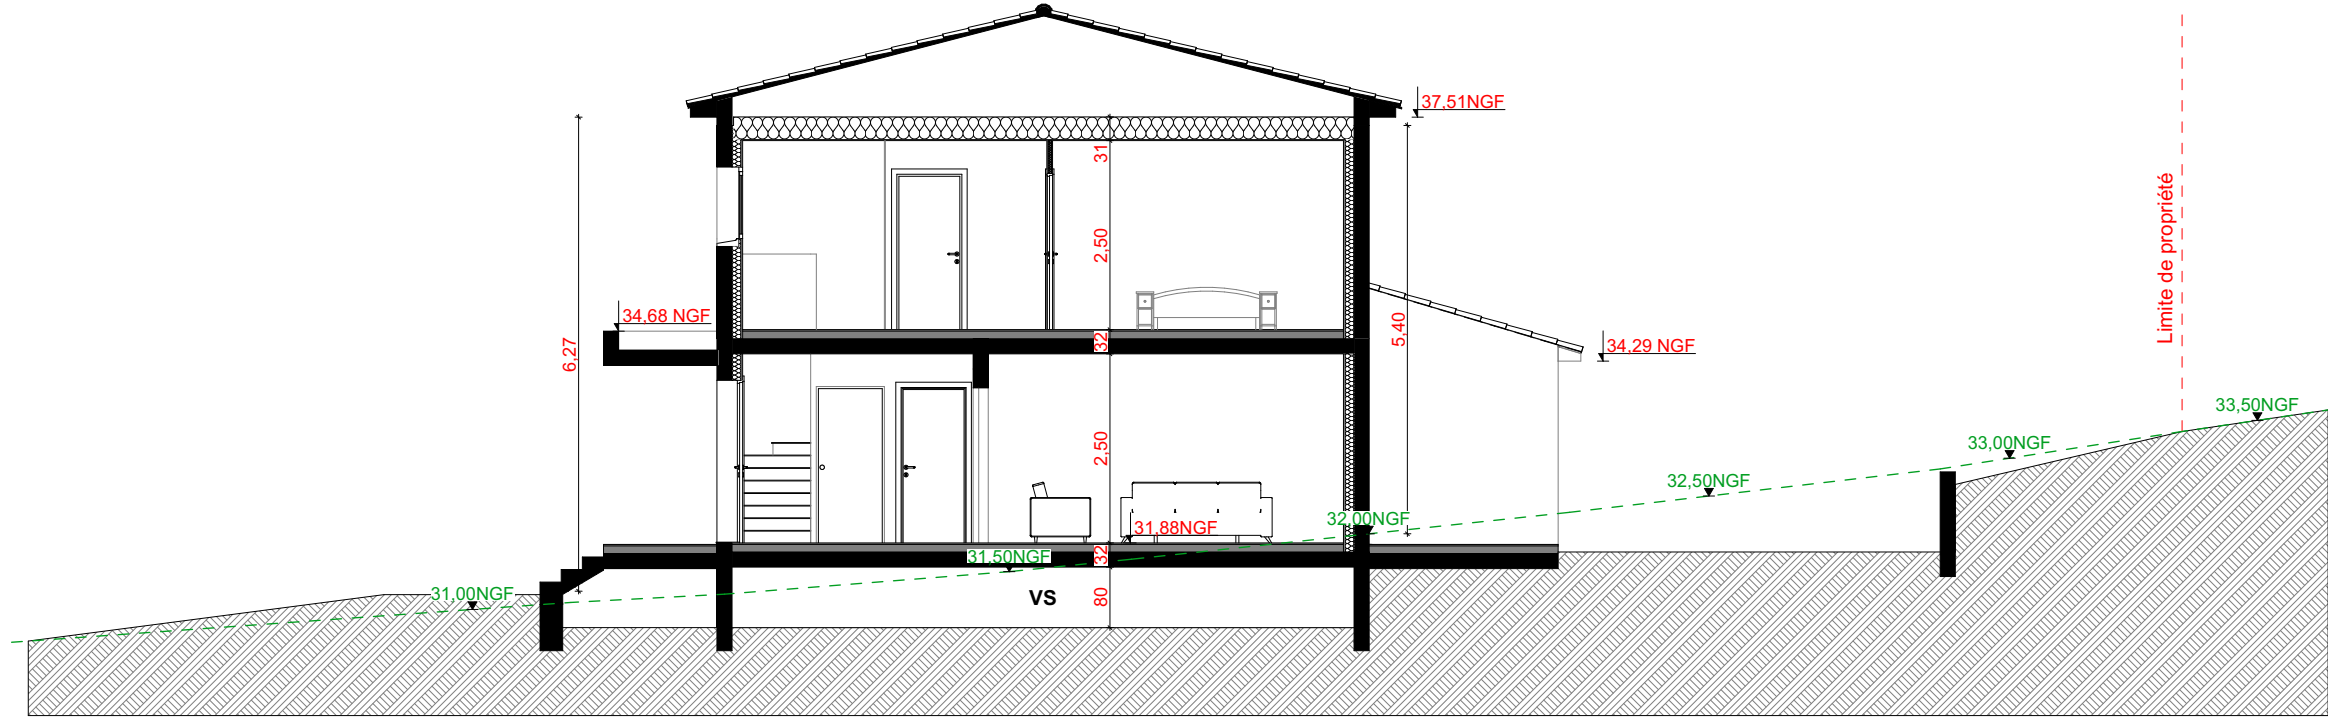 37,51NGF
31
Limite de propriété
2,50
34,68 NGF
5,40
32
6,27
34,29 NGF
33,50NGF
33,00NGF
2,50
32,50NGF
32,00NGF
31,88NGF
31,50NGF
32
31,00NGF
VS
80